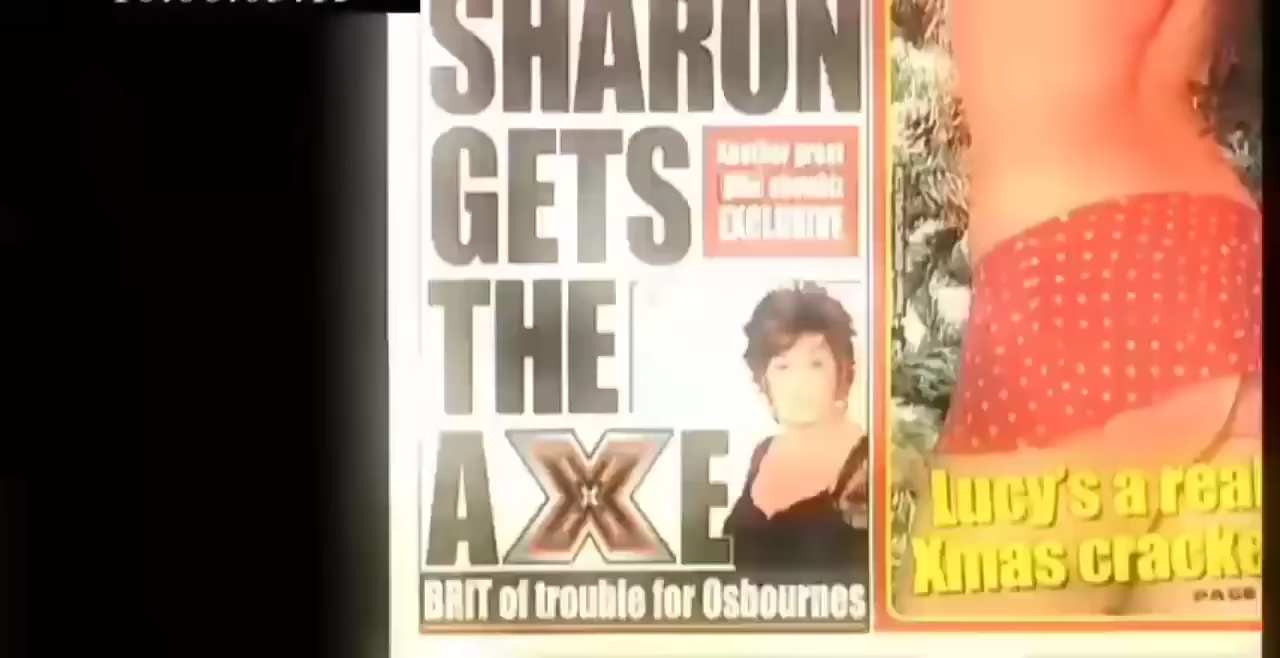 SHARON
GETS
THE
AXE
Another great
EXCLUSIVE
BRIT of trouble for Osbournes
Lucy's a real
Xmas cracke
PAGE